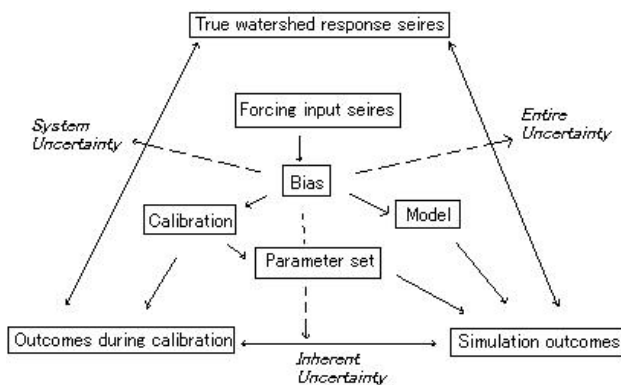 True watershed response seires
Forcing input seires
System
Uncertainty
Entire
Uncertainty
Bias
Calibration
Model
Parameter set
Outcomes during calibration
Simulation outcomes
Inherent
Uncertainty